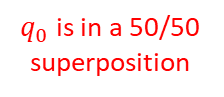 q₀ is in a 50/50
superposition